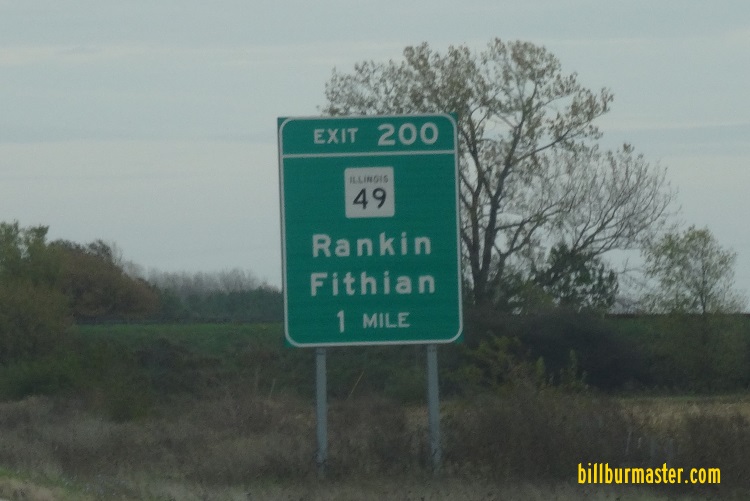 EXIT 200
ILLINOIS
49
Rankin
Fithian
1 MILE
billburmaster.com